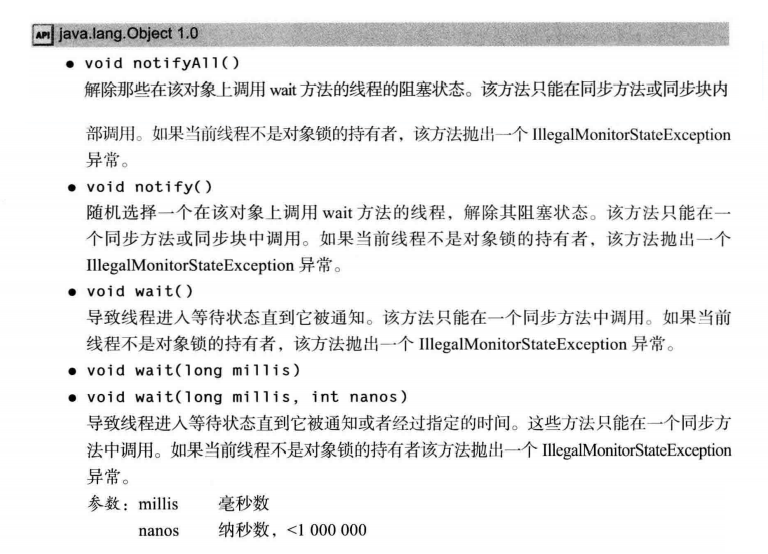 API java.lang.Object 1.0
● void notifyAll()
解除那些在该对象上调用 wait 方法的线程的阻塞状态。该方法只能在同步方法或同步块内
部调用。如果当前线程不是对象锁的持有者，该方法抛出一个 IllegalMonitorStateException
异常。
● void notify()
随机选择一个在该对象上调用 wait 方法的线程，解除其阻塞状态。该方法只能在一
个同步方法或同步块中调用。如果当前线程不是对象锁的持有者，该方法抛出一个
IllegalMonitorStateException 异常。
● void wait()
导致线程进入等待状态直到它被通知。该方法只能在一个同步方法中调用。如果当前
线程不是对象锁的持有者，该方法抛出一个 IllegalMonitorStateException 异常。
● void wait(long millis)
● void wait(long millis, int nanos)
导致线程进入等待状态直到它被通知或者经过指定的时间。这些方法只能在一个同步方
法中调用。如果当前线程不是对象锁的持有者该方法抛出一个 IllegalMonitorStateException
异常。
参数：millis 毫秒数
nanos 纳秒数，<1 000 000